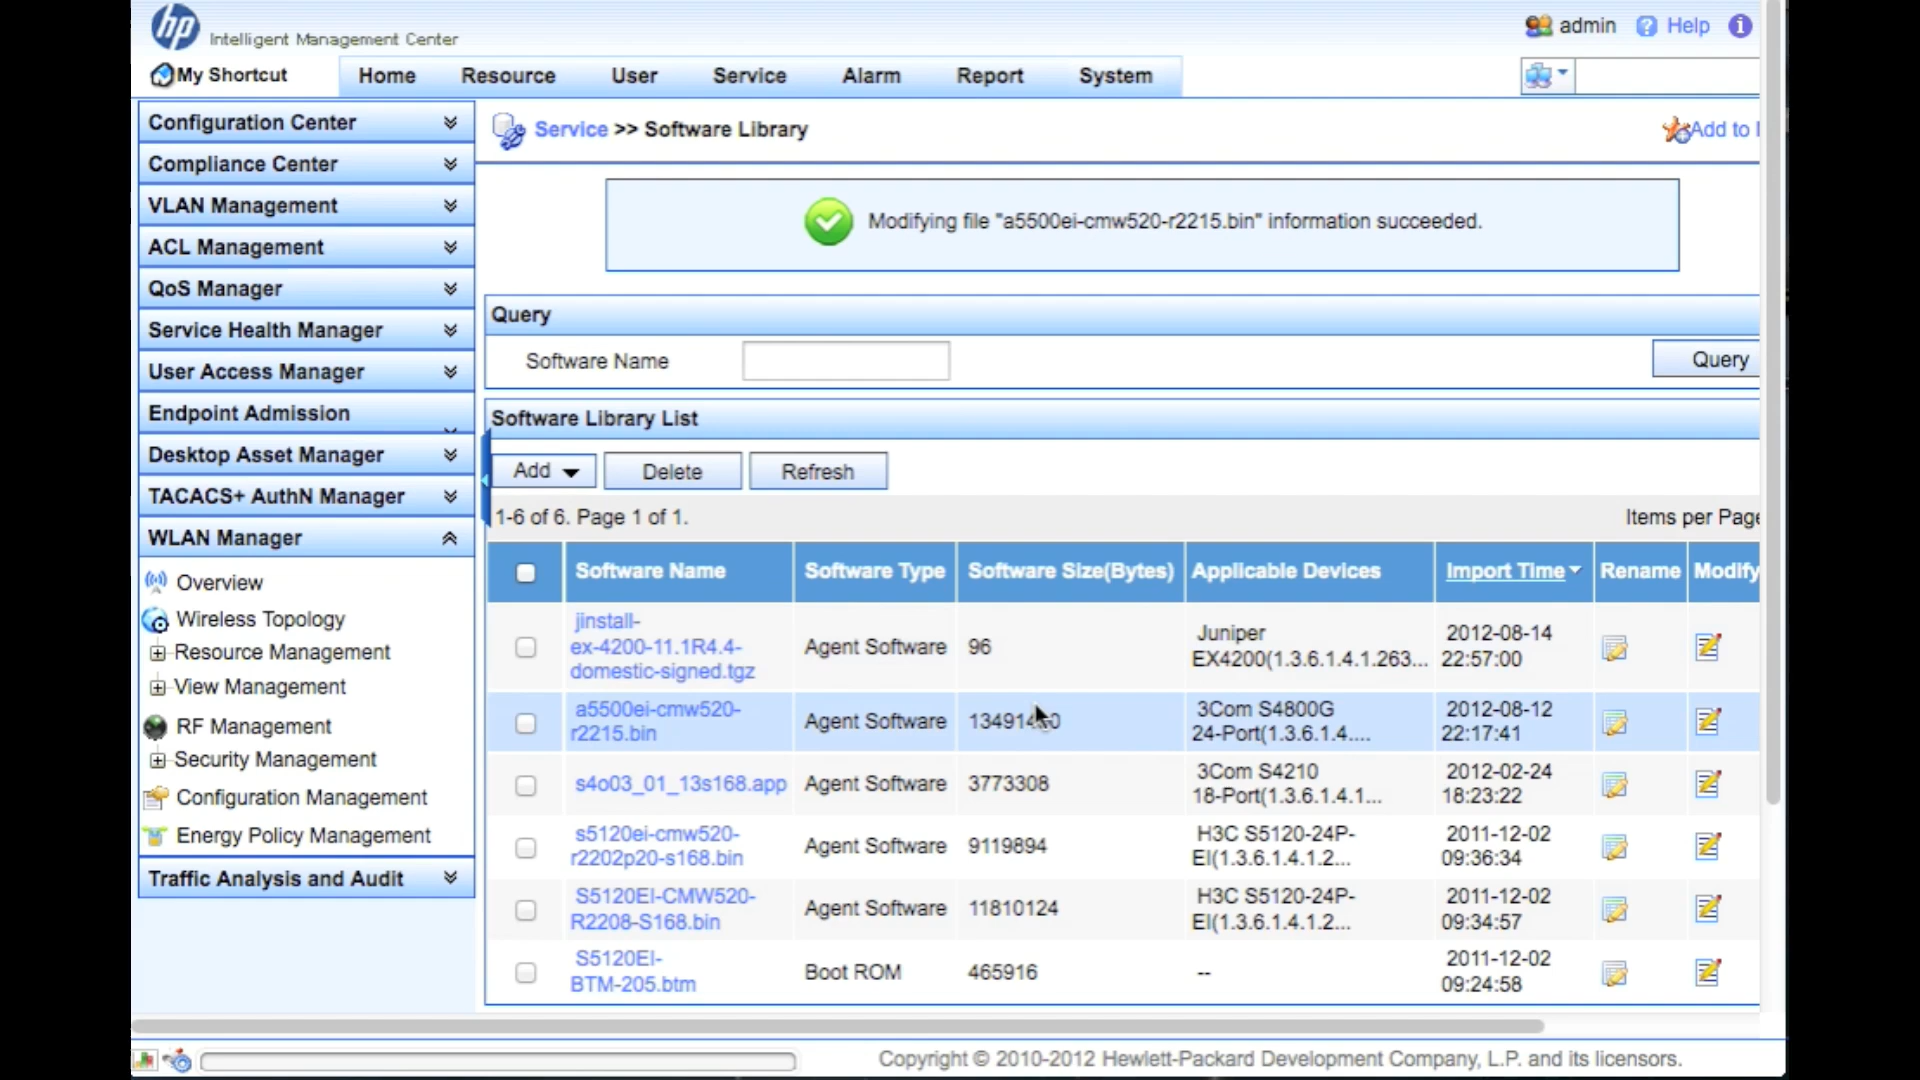 hp
Intelligent Management Center
admin
Help
My Shortcut
Home
Resource
User
Service
Alarm
Report
System
Configuration Center
Compliance Center
VLAN Management
ACL Management
QoS Manager
Service Health Manager
User Access Manager
Endpoint Admission
Desktop Asset Manager
TACACS+ AuthN Manager
WLAN Manager
Overview
Wireless Topology
Resource Management
View Management
RF Management
Security Management
Configuration Management
Energy Policy Management
Traffic Analysis and Audit
Service >> Software Library
Add to
Modifying file "a5500ei-cmw520-r2215.bin" information succeeded.
Query
Software Name
Query
Software Library List
Add
Delete
Refresh
1-6 of 6. Page 1 of 1.
Items per Page
Software Name
Software Type
Software Size(Bytes)
Applicable Devices
Import Time
Rename
Modify
jinstall-
ex-4200-11.1R4.4-
domestic-signed.tgz
Agent Software
96
Juniper
EX4200(1.3.6.1.4.1.263...
2012-08-14
22:57:00
a5500ei-cmw520-
r2215.bin
Agent Software
3Com S4800G
24-Port(1.3.6.1.4....
2012-08-12
22:17:41
s4o03_01_13s168.app
Agent Software
3773308
3Com S4210
18-Port(1.3.6.1.4.1...
2012-02-24
18:23:22
s5120ei-cmw520-
r2202p20-s168.bin
Agent Software
9119894
H3C S5120-24P-
EI(1.3.6.1.4.1.2...
2011-12-02
09:36:34
S5120EI-CMW520-
R2208-S168.bin
Agent Software
11810124
H3C S5120-24P-
EI(1.3.6.1.4.1.2...
2011-12-02
09:34:57
S5120EI-
BTM-205.btm
Boot ROM
465916
--
2011-12-02
09:24:58
Copyright © 2010-2012 Hewlett-Packard Development Company, L.P. and its licensors.